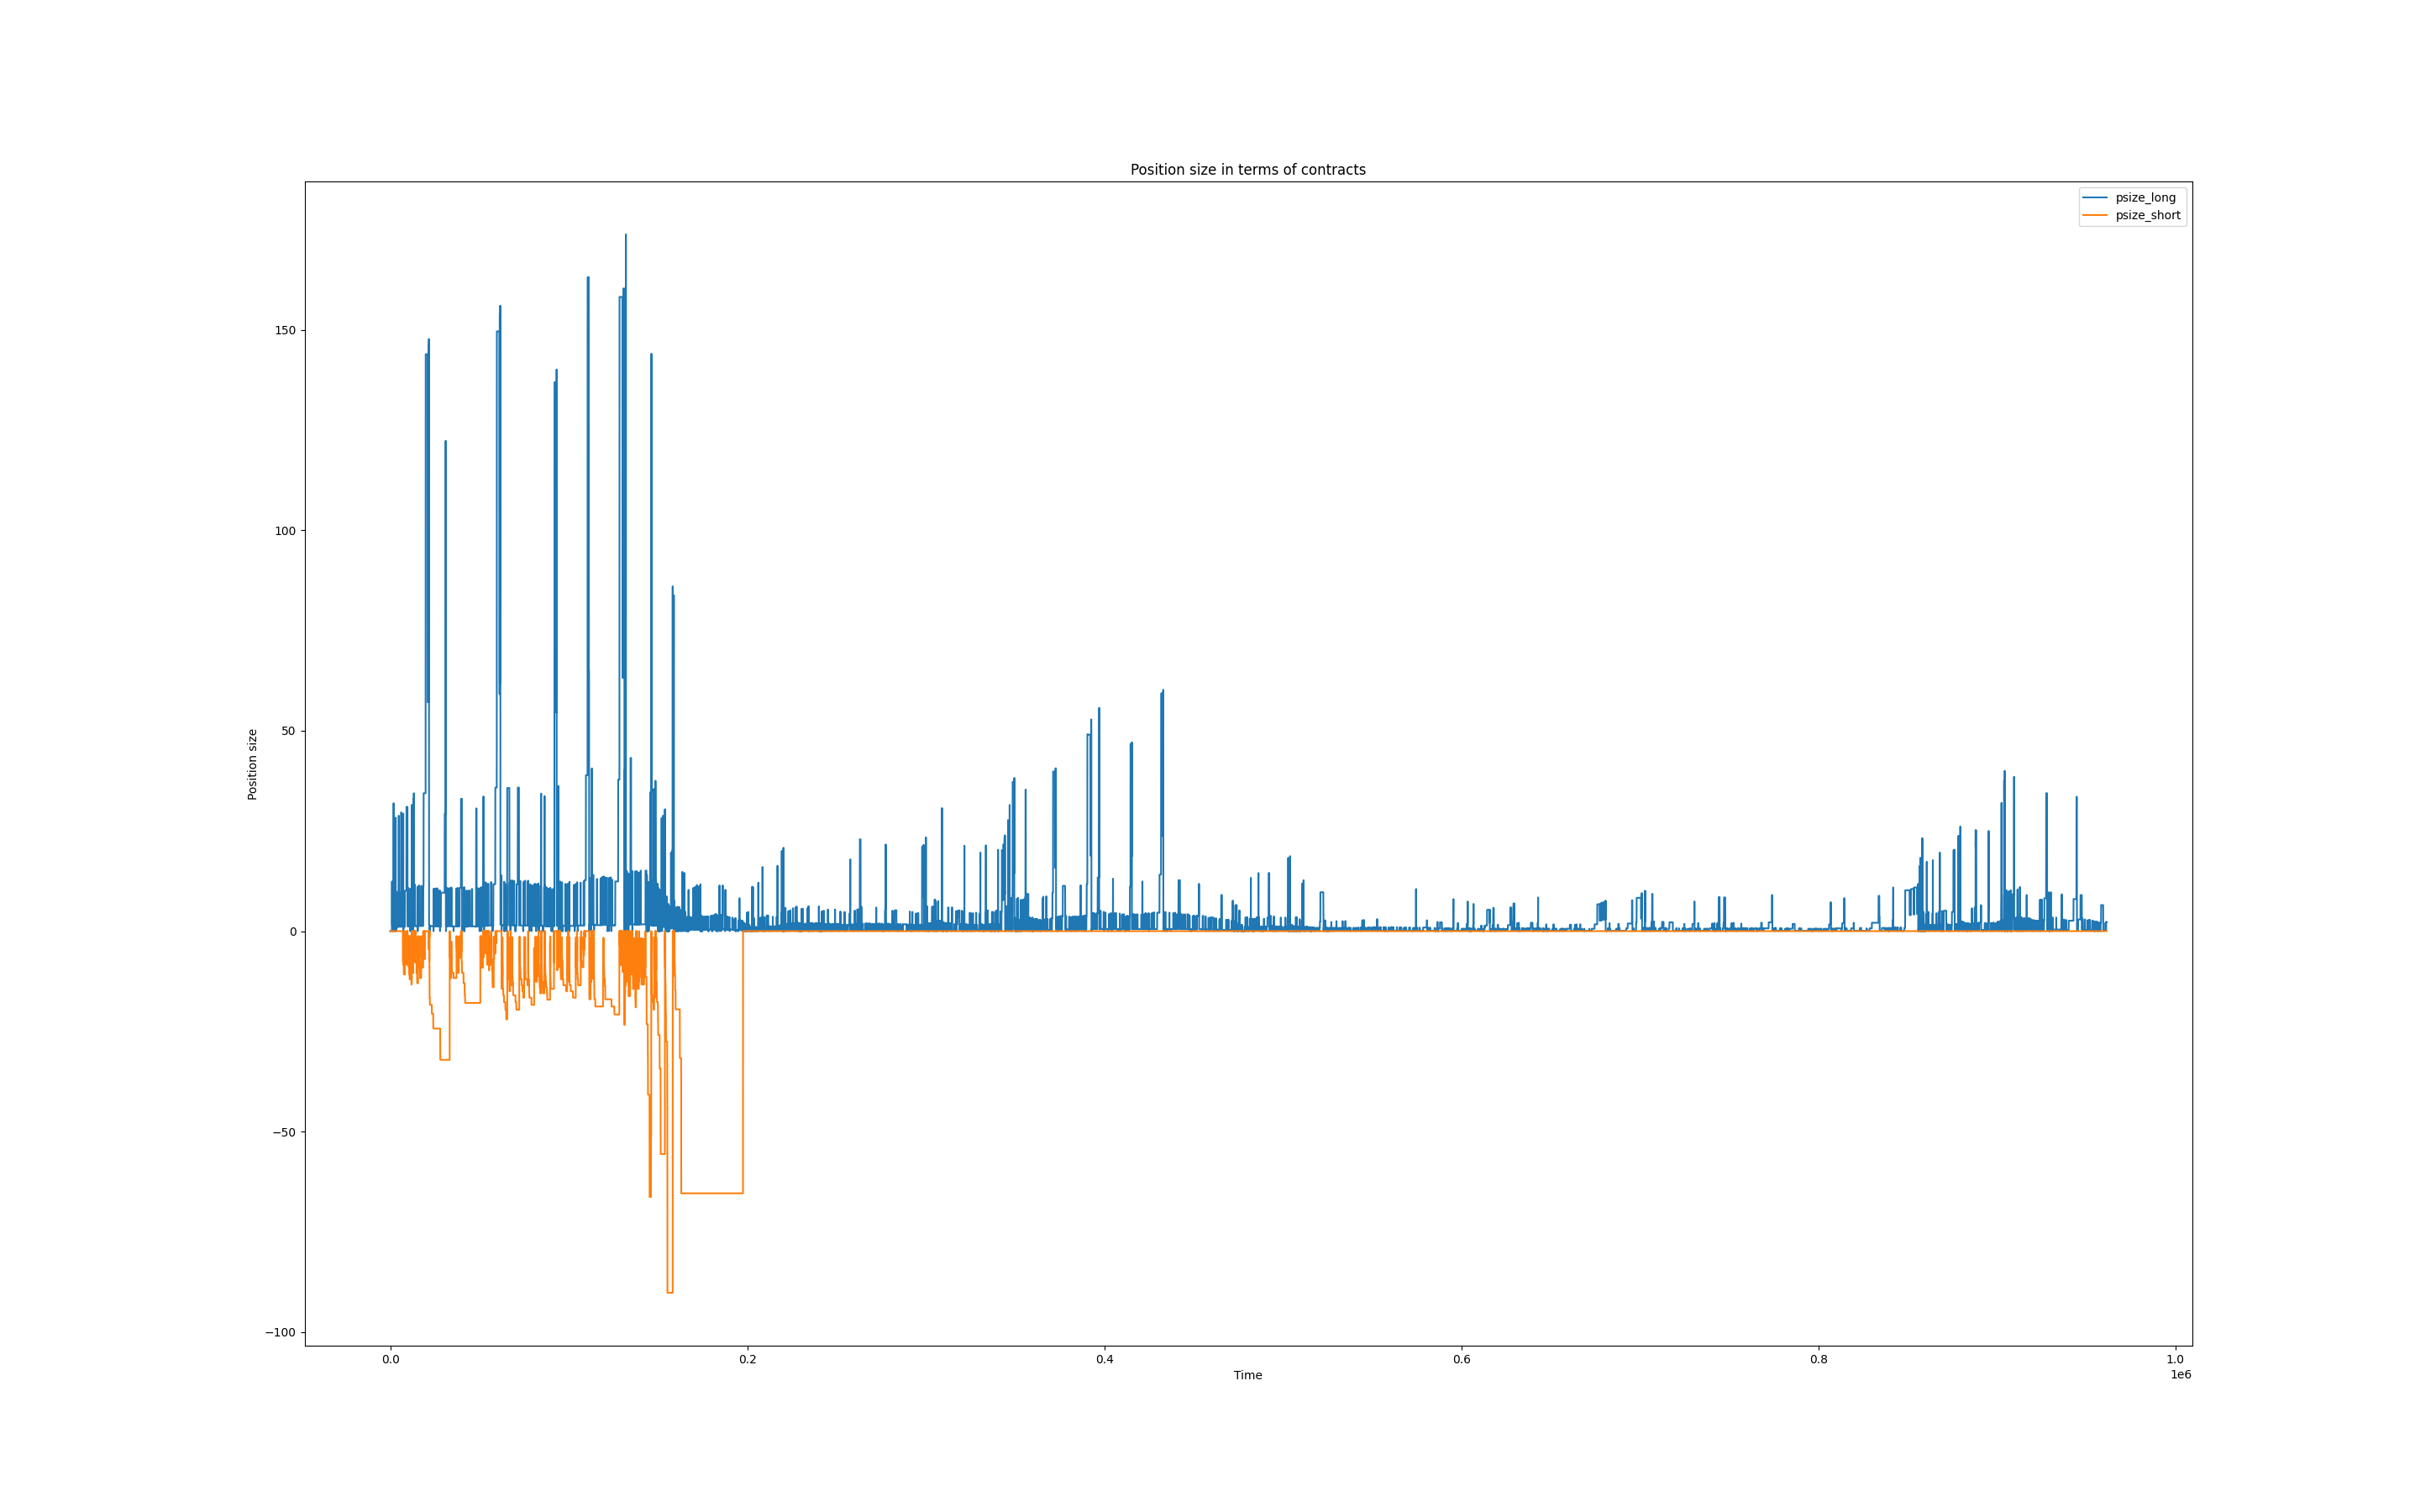 Position size in terms of contracts
psize_long
psize_short
150
100
50
0
−50
−100
Position size
0.0
0.2
0.4
0.6
0.8
1.0
1e6
Time